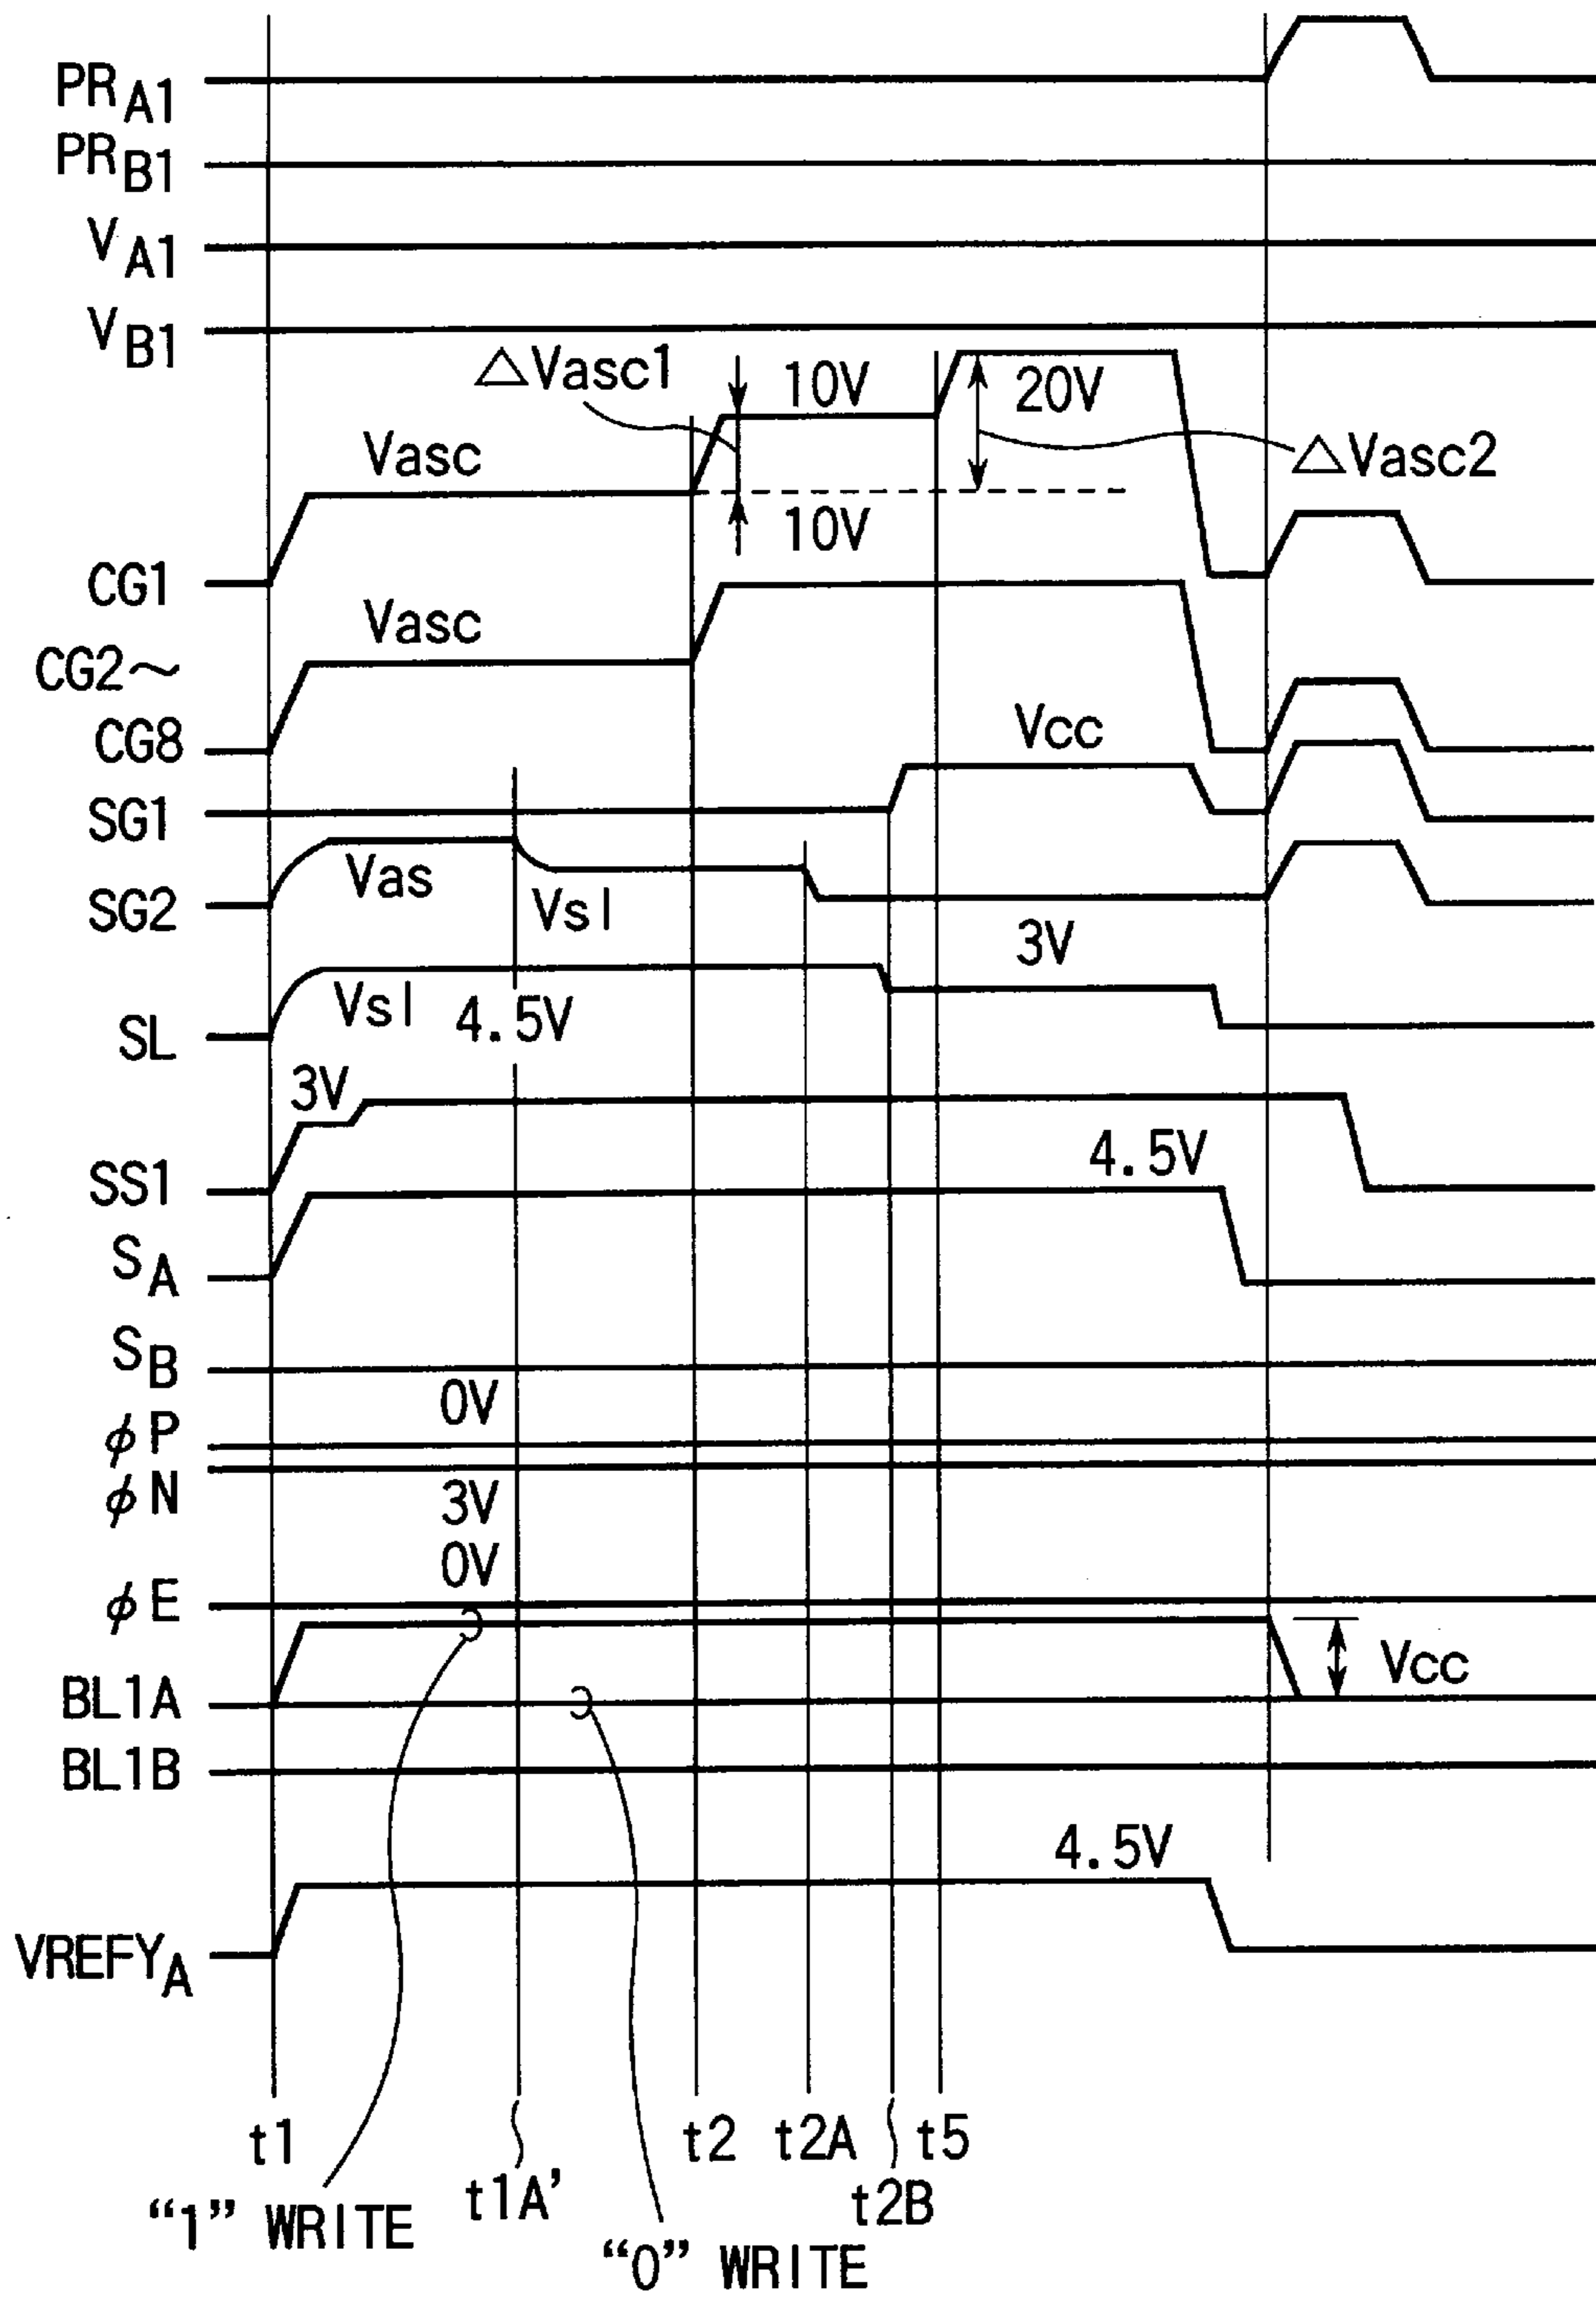 PRA1
PRB1
VA1
VB1
△Vasc1
10V
20V
Vasc
△Vasc2
10V
CG1
Vasc
CG2~
CG8
Vcc
SG1
Vas
SG2
Vsl
3V
Vsl
4.5V
SL
3V
SS1
4.5V
SA
SB
0V
φP
φN
3V
0V
φE
BL1A
Vcc
BL1B
4.5V
VREFYA
t1
t2
t2A
t5
t1A'
t2B
“1” WRITE
“0” WRITE